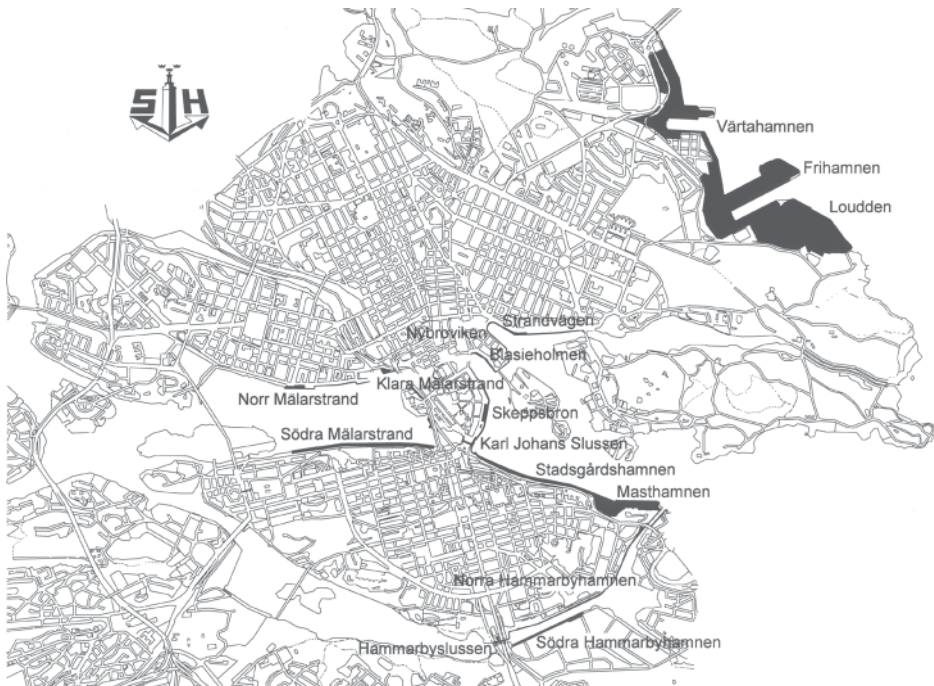 S H
Värtahamnen
Frihamnen
Loudden
Strandvägen
Nybroviken
Blasieholmen
Klara Mälarstrand
Norr Mälarstrand
Skeppsbron
Södra Mälarstrand
Karl Johans Slussen
Stadsgårdshamnen
Masthamnen
Norra Hammarbyhamnen
Södra Hammarbyhamnen
Hammarbyslussen